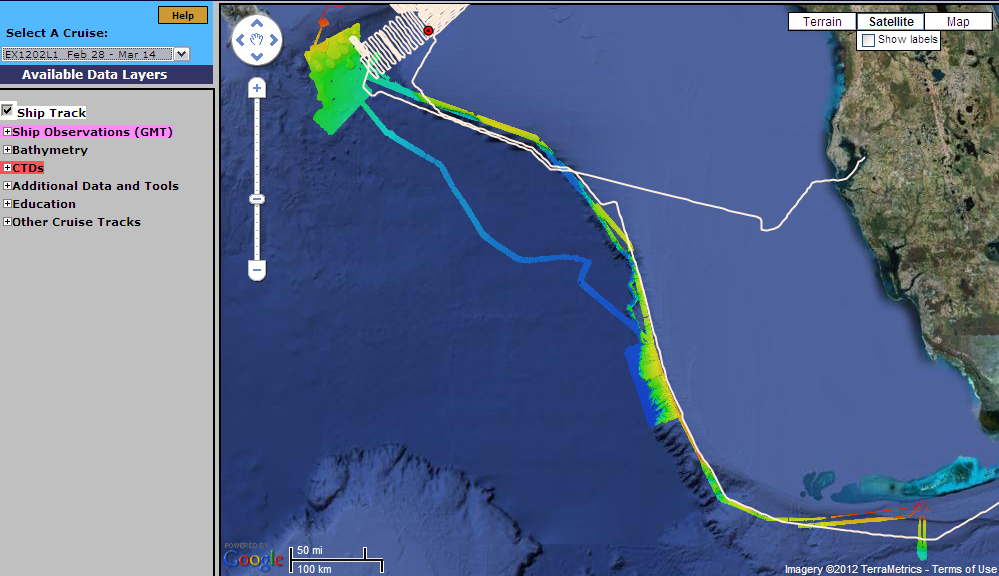 Help
Select A Cruise:
EX1202L1 Feb 28 - Mar 14
Available Data Layers
Ship Track
Ship Observations (GMT)
Bathymetry
CTDs
Additional Data and Tools
Education
Other Cruise Tracks
Terrain
Satellite
Map
Show labels
POWERED BY
Google
50 mi
100 km
Imagery ©2012 TerraMetrics - Terms of Use